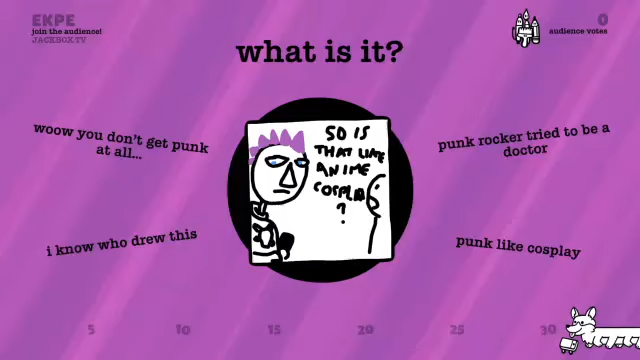 EKPE
join the audience!
JACKBOX.TV
0
audience votes
what is it?
woow you don't get punk
at all...
SO IS
THAT LIKE
ANIME
COSPLAY
?
punk rocker tried to be a
doctor
i know who drew this
punk like cosplay
5 10 15 20 25 30